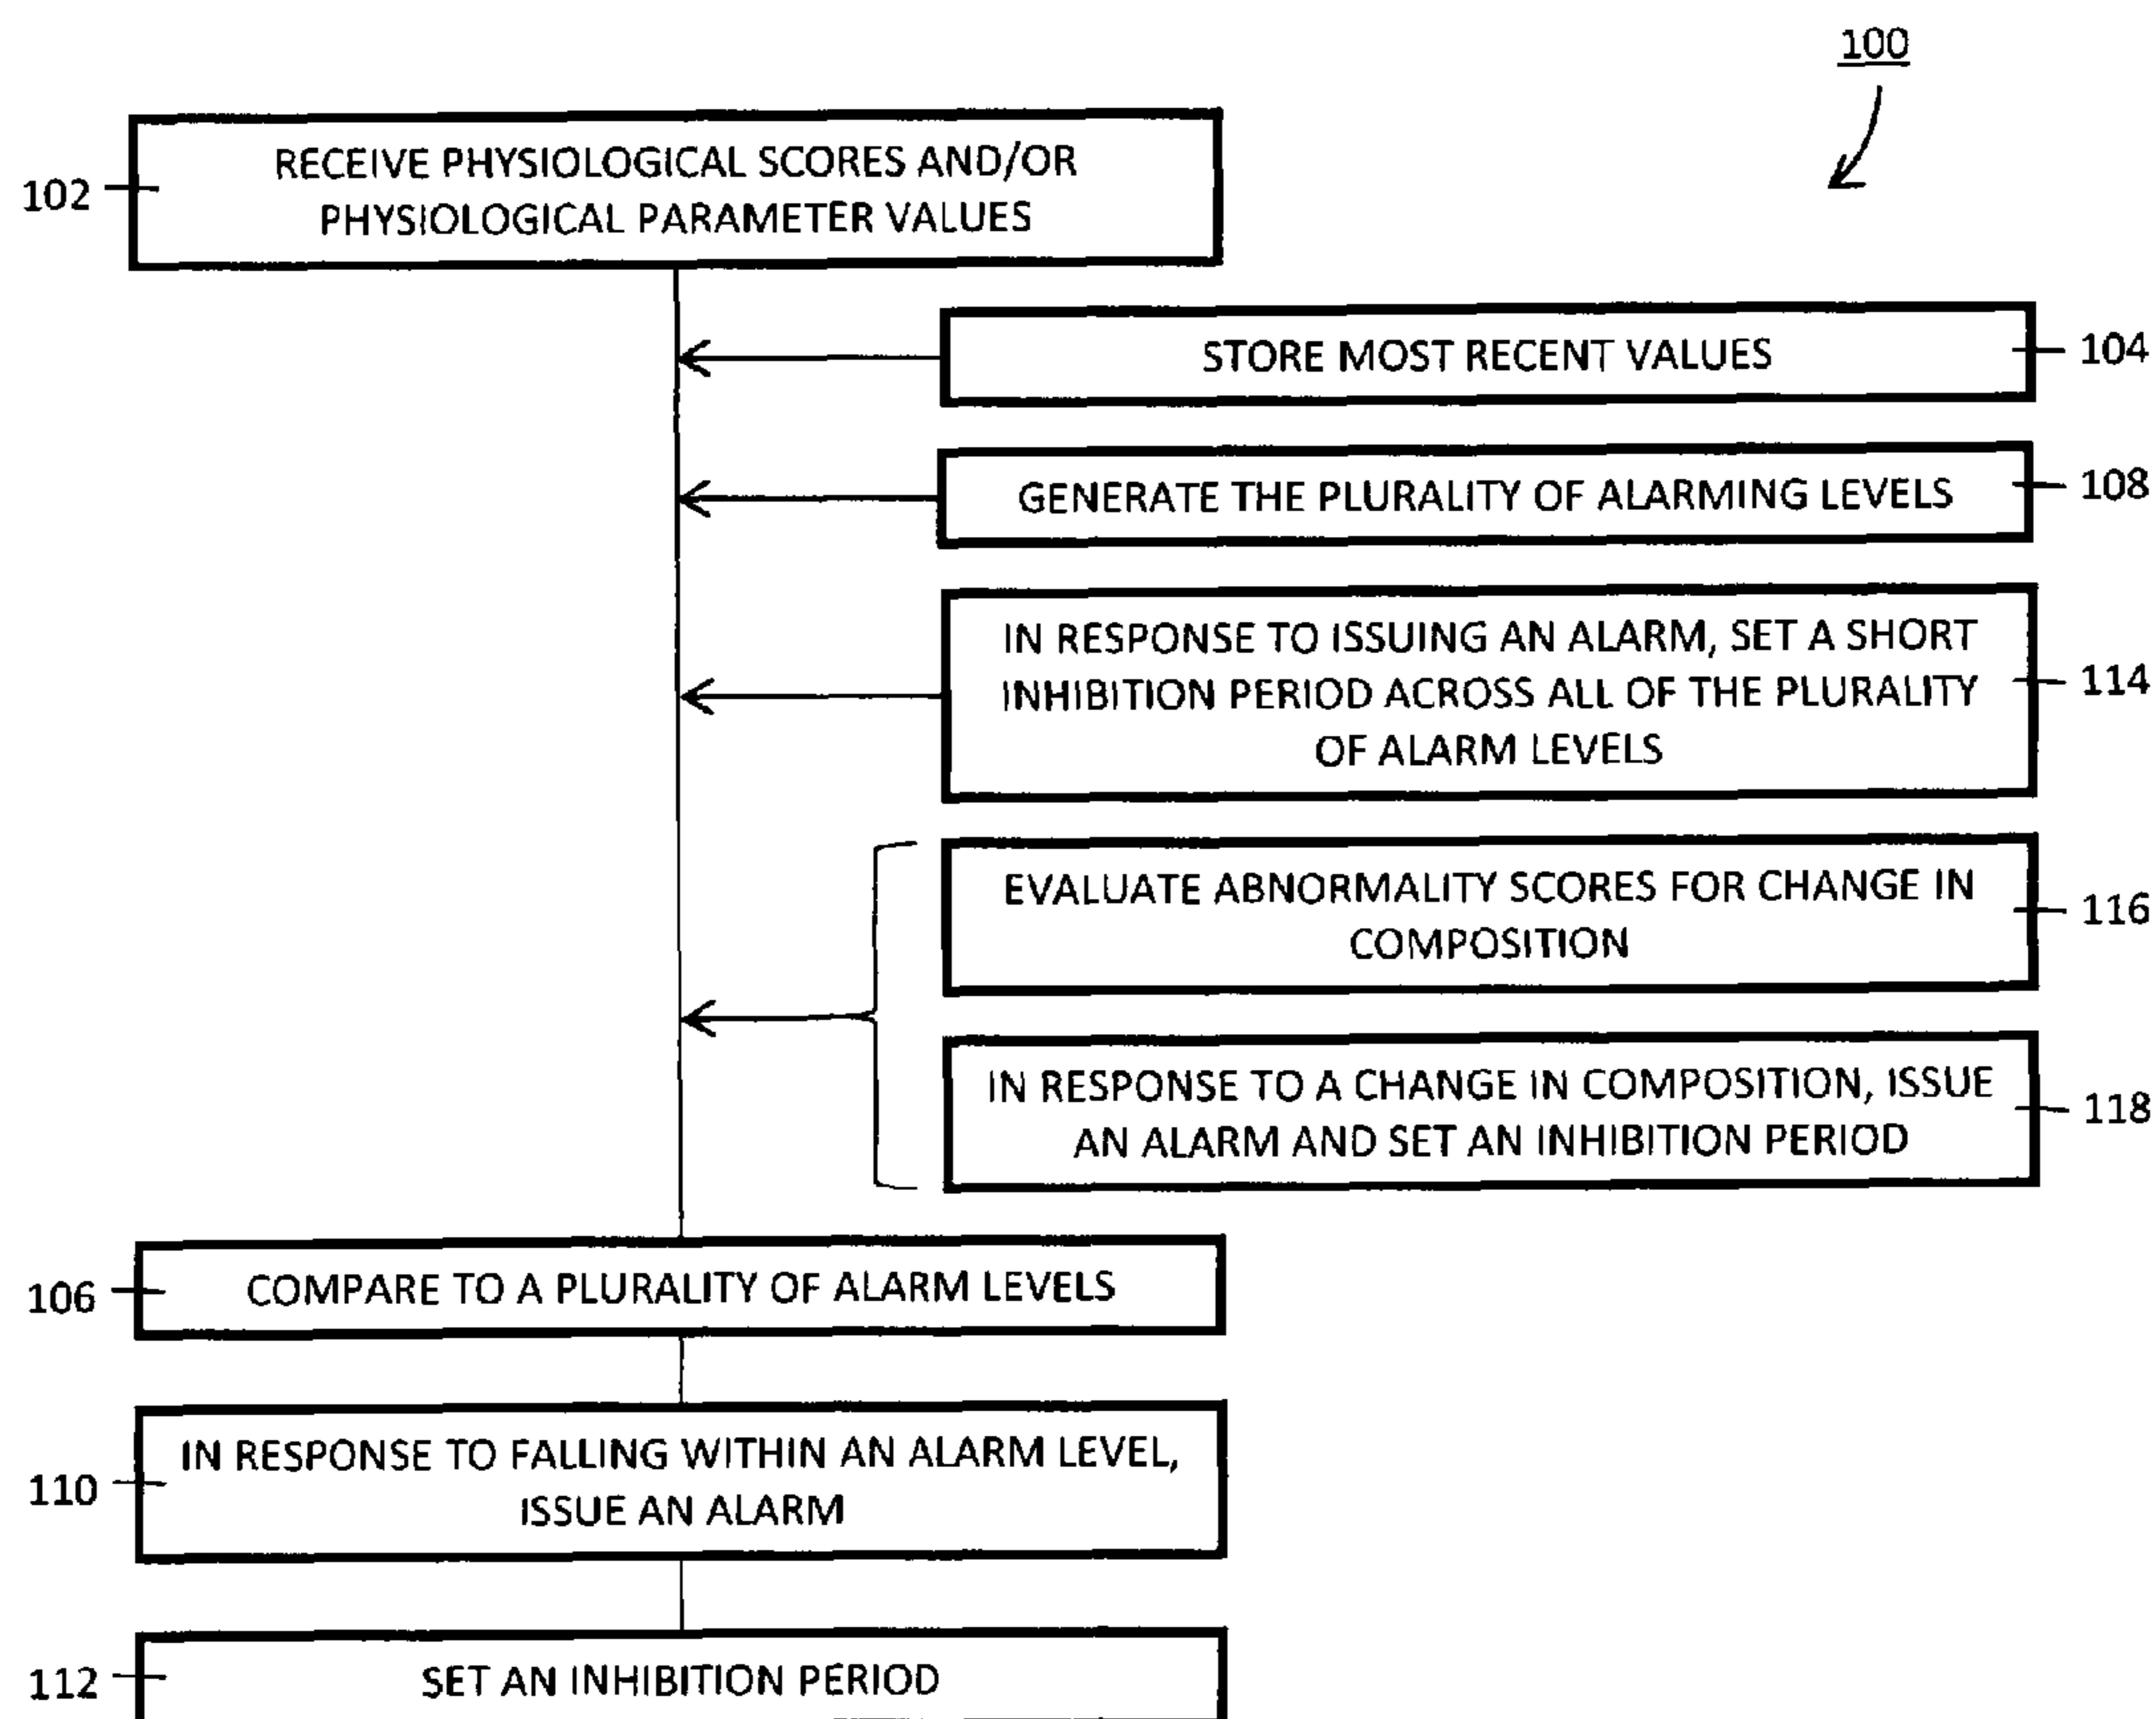 100
RECEIVE PHYSIOLOGICAL SCORES AND/OR
PHYSIOLOGICAL PARAMETER VALUES
102
STORE MOST RECENT VALUES
104
GENERATE THE PLURALITY OF ALARMING LEVELS
108
IN RESPONSE TO ISSUING AN ALARM, SET A SHORT
INHIBITION PERIOD ACROSS ALL OF THE PLURALITY
OF ALARM LEVELS
114
EVALUATE ABNORMALITY SCORES FOR CHANGE IN
COMPOSITION
116
IN RESPONSE TO A CHANGE IN COMPOSITION, ISSUE
AN ALARM AND SET AN INHIBITION PERIOD
118
106
COMPARE TO A PLURALITY OF ALARM LEVELS
110
IN RESPONSE TO FALLING WITHIN AN ALARM LEVEL,
ISSUE AN ALARM
112
SET AN INHIBITION PERIOD